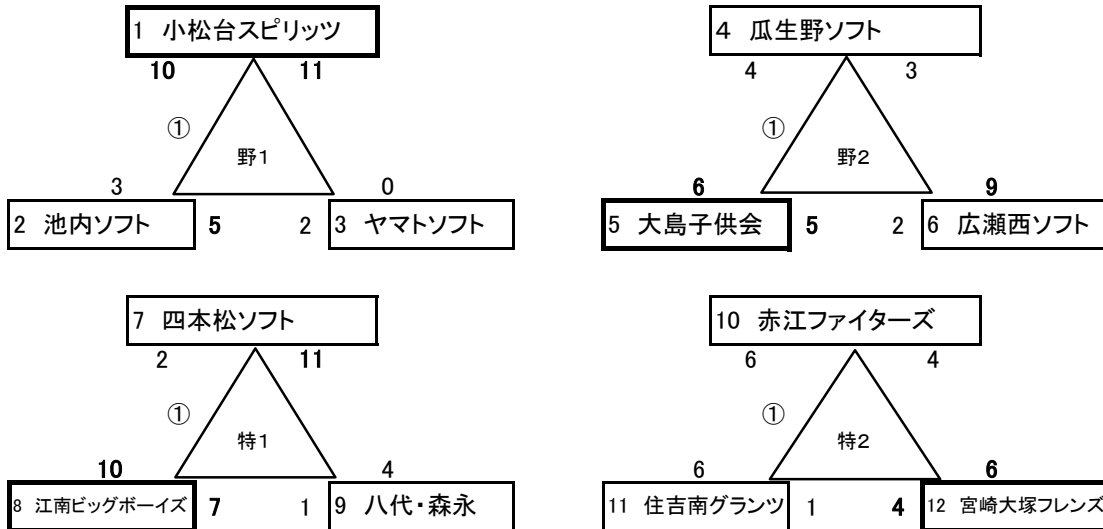 1 小松台スピリッツ
10 11
①
野1
3 0
2 池内ソフト 5 2 3 ヤマトソフト
4 瓜生野ソフト
4 3
①
野2
6 9
5 大島子供会 5 2 6 広瀬西ソフト
7 四本松ソフト
2 11
①
特1
10 4
8 江南ビッグボーイズ 7 1 9 八代・森永
10 赤江ファイターズ
6 4
①
特2
6 6
11 住吉南グランツ 1 4 12 宮崎大塚フレンズ